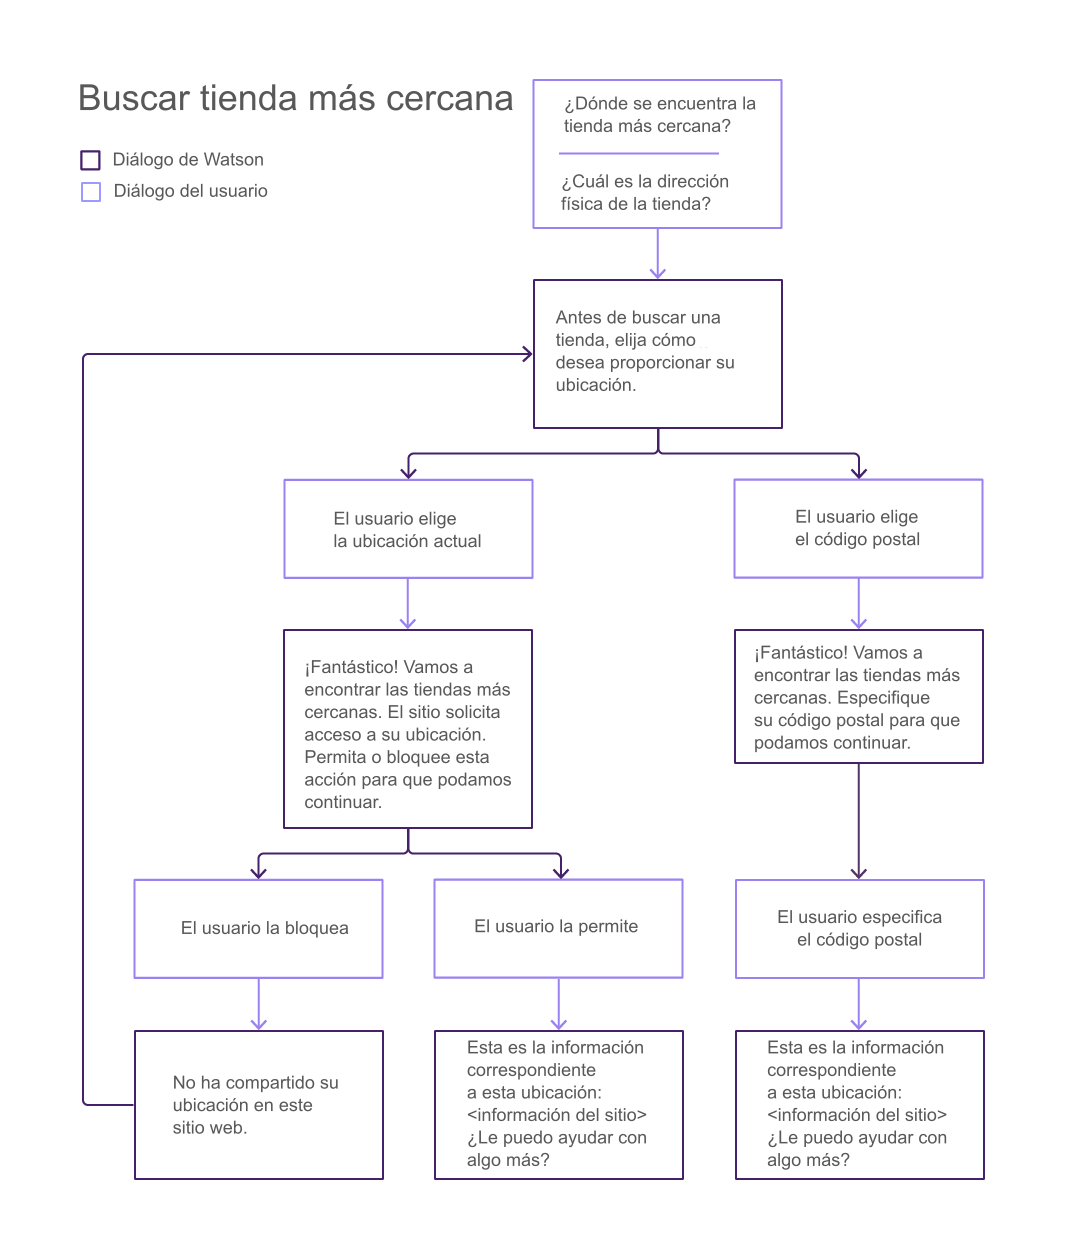 Buscar tienda más cercana
Diálogo de Watson
Diálogo del usuario
¿Dónde se encuentra la
tienda más cercana?
¿Cuál es la dirección
física de la tienda?
Antes de buscar una
tienda, elija cómo
desea proporcionar su
ubicación.
El usuario elige
la ubicación actual
El usuario elige
el código postal
¡Fantástico! Vamos a
encontrar las tiendas más
cercanas. El sitio solicita
acceso a su ubicación.
Permita o bloquee esta
acción para que podamos
continuar.
¡Fantástico! Vamos a
encontrar las tiendas más
cercanas. Especifique
su código postal para que
podamos continuar.
El usuario la bloquea
El usuario la permite
El usuario especifica
el código postal
No ha compartido su
ubicación en este
sitio web.
Esta es la información
correspondiente
a esta ubicación:
<información del sitio>
¿Le puedo ayudar con
algo más?
Esta es la información
correspondiente
a esta ubicación:
<información del sitio>
¿Le puedo ayudar con
algo más?